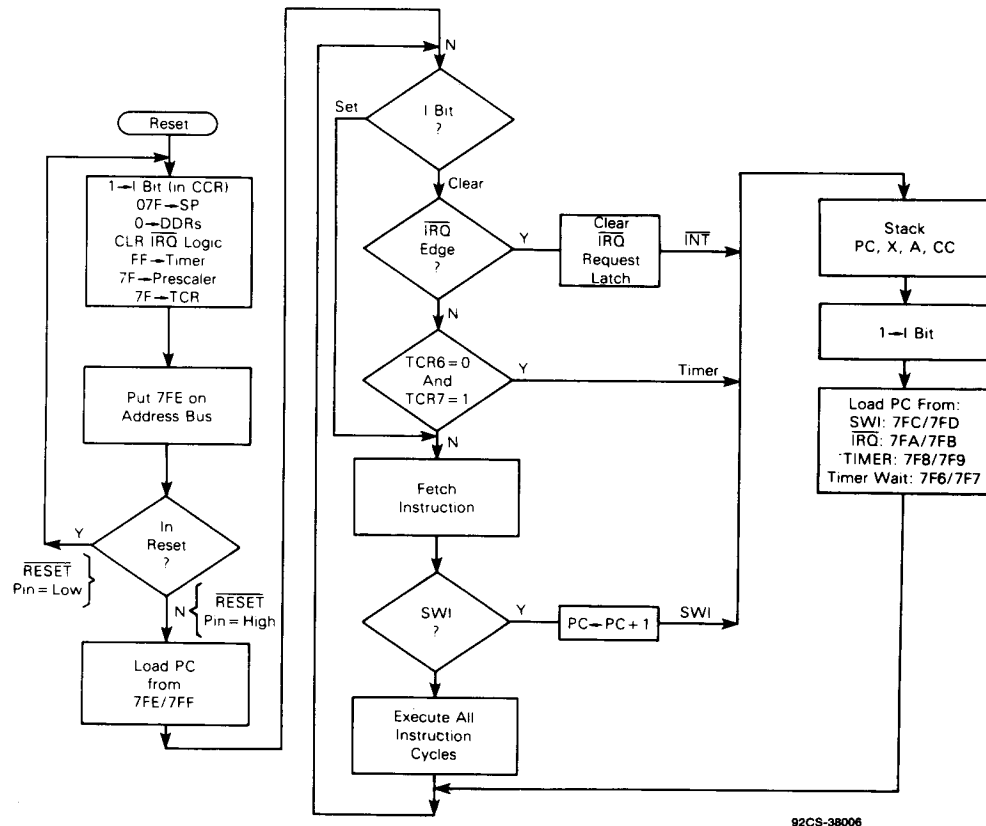 Reset
1→I Bit (in CCR)
07F→SP
0→DDRs
CLR IRQ Logic
FF→Timer
7F→Prescaler
7F→TCR
Put 7FE on
Address Bus
In
Reset
?
Y
RESET
Pin=Low
N
RESET
Pin=High
Load PC
from
7FE/7FF
N
I Bit
?
Set
Clear
IRQ
Edge
?
Y
Clear
IRQ
Request
Latch
INT
N
TCR6=0
And
TCR7=1
Y
Timer
N
Fetch
Instruction
SWI
?
Y
PC←PC+1
SWI
Execute All
Instruction
Cycles
Stack
PC, X, A, CC
1→I Bit
Load PC From:
SWI: 7FC/7FD
IRQ: 7FA/7FB
TIMER: 7F8/7F9
Timer Wait: 7F6/7F7
92CS-38006